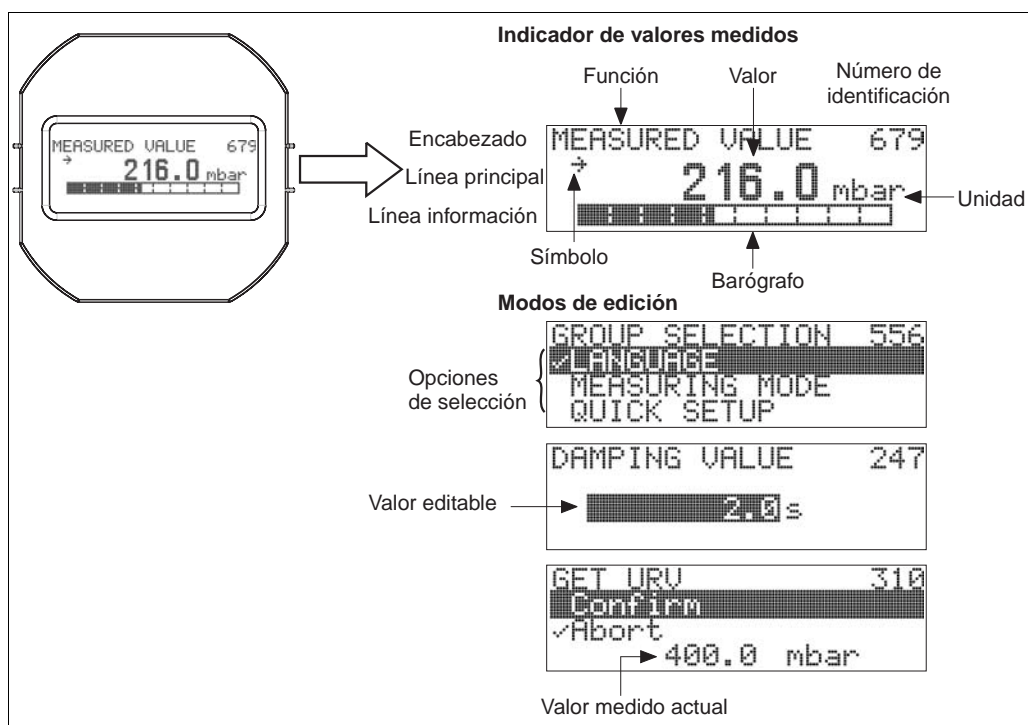 Indicador de valores medidos
Función
Valor
Número de
identificación
MEASURED VALUE 679
216.0 mbar
Encabezado
Línea principal
Línea información
MEASURED VALUE 679
216.0 mbar
Unidad
Símbolo
Barógrafo
Modos de edición
Opciones
de selección
GROUP SELECTION 556
✓LANGUAGE
MEASURING MODE
QUICK SETUP
DAMPING VALUE 247
Valor editable
2.0 s
GET URV 310
Confirm
✓Abort
400.0 mbar
Valor medido actual